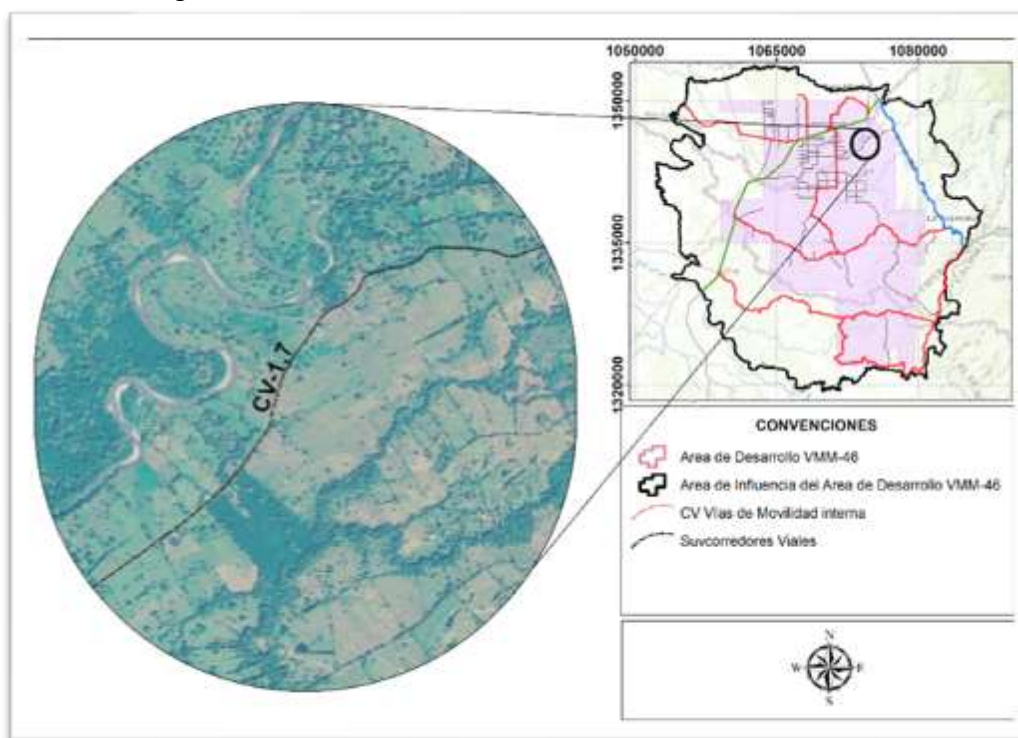 1050000 1065000 1080000
1350000
1335000
1320000
CV-1,7
CONVENCIONES
Area de Desarrollo VMM-46
Area de Influencia del Area de Desarrollo VMM-46
CV Vias de Movilidad interna
Suvcorredores Viales
N
W E
S